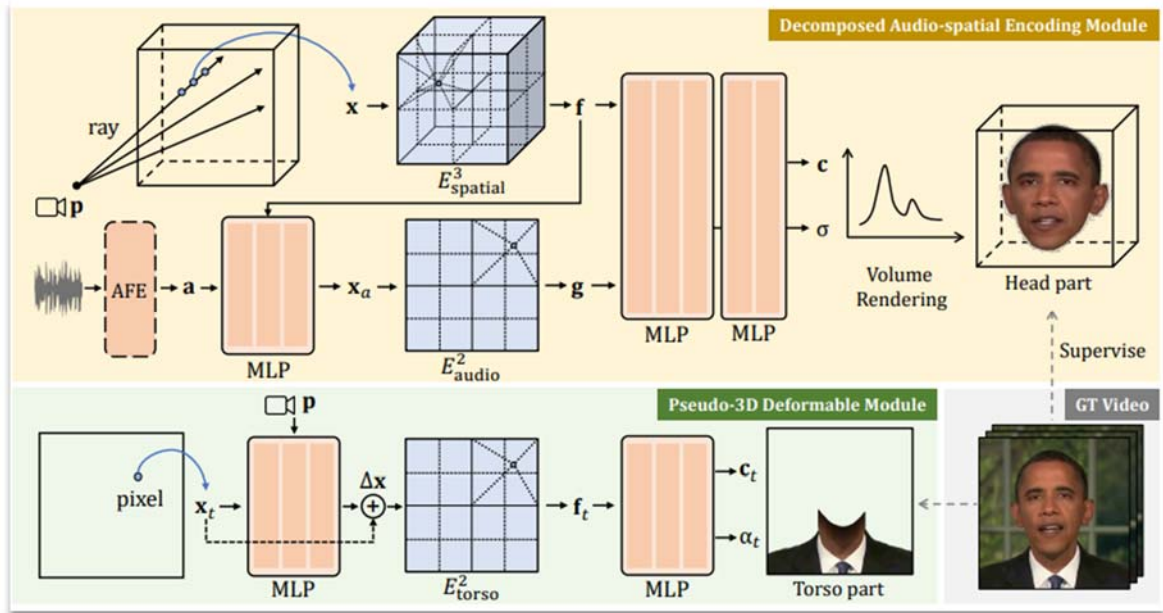 Decomposed Audio-spatial Encoding Module
ray
x
f
E³spatial
p
c
σ
AFE
a
MLP
xₐ
E²audio
g
MLP
MLP
Volume
Rendering
Head part
Supervise
p
Pseudo-3D Deformable Module
GT Video
pixel
xₜ
MLP
Δx
E²torso
fₜ
MLP
cₜ
αₜ
Torso part